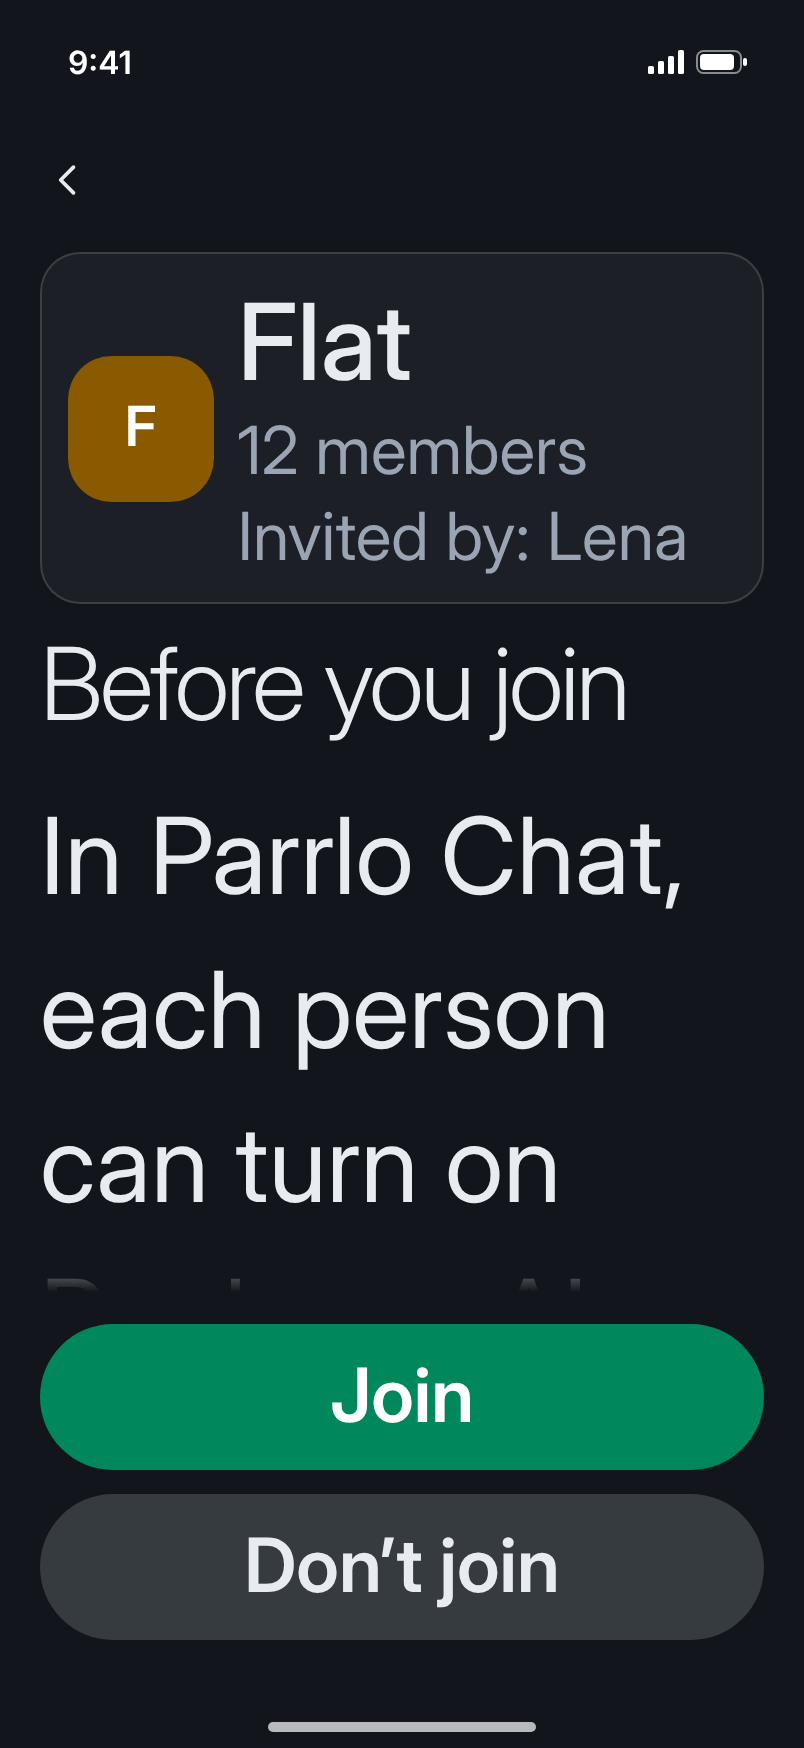 9:41
Flat
F
12 members
Invited by: Lena
Before you join
In Parrlo Chat,
each person
can turn on
Join
Don’t join